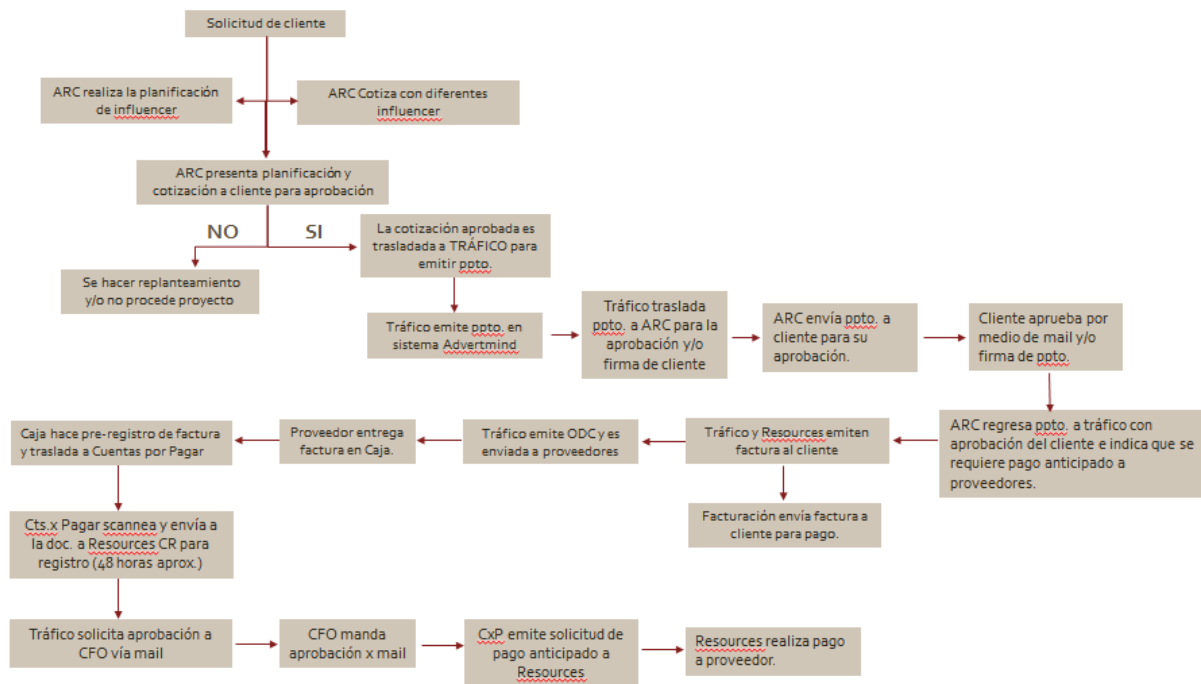 Solicitud de cliente
ARC realiza la planificación
de influencer
ARC Cotiza con diferentes
influencer
ARC presenta planificación y
cotización a cliente para aprobación
NO
SI
La cotización aprobada es
trasladada a TRÁFICO para
emitir ppto.
Se hacer replanteamiento
y/o no procede proyecto
Tráfico emite ppto. en
sistema Advertmind
Tráfico traslada
ppto. a ARC para la
aprobación y/o
firma de cliente
ARC envía ppto. a
cliente para su
aprobación.
Cliente aprueba por
medio de mail y/o
firma de ppto.
ARC regresa ppto. a tráfico con
aprobación del cliente e indica que se
requiere pago anticipado a
proveedores.
Tráfico y Resources emiten
factura al cliente
Facturación envía factura a
cliente para pago.
Tráfico emite ODC y es
enviada a proveedores
Proveedor entrega
factura en Caja.
Caja hace pre-registro de factura
y traslada a Cuentas por Pagar
Cts.x Pagar scannea y envía a
la doc. a Resources CR para
registro (48 horas aprox.)
Tráfico solicita aprobación a
CFO vía mail
CFO manda
aprobación x mail
CxP emite solicitud de
pago anticipado a
Resources
Resources realiza pago
a proveedor.